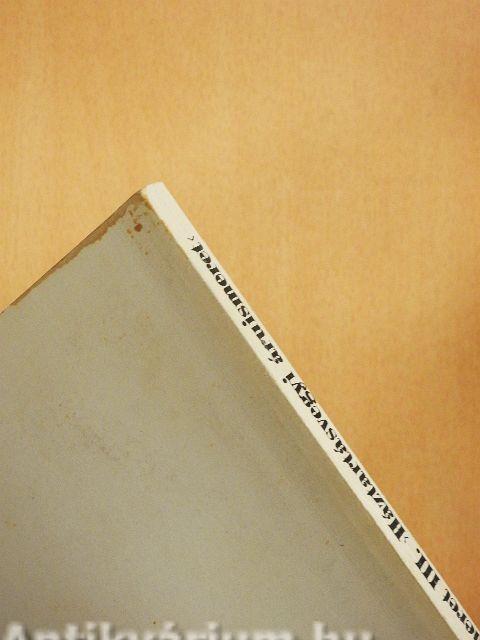 III. "Háztartásvegyi áruismeret"
Antikvárium.hu